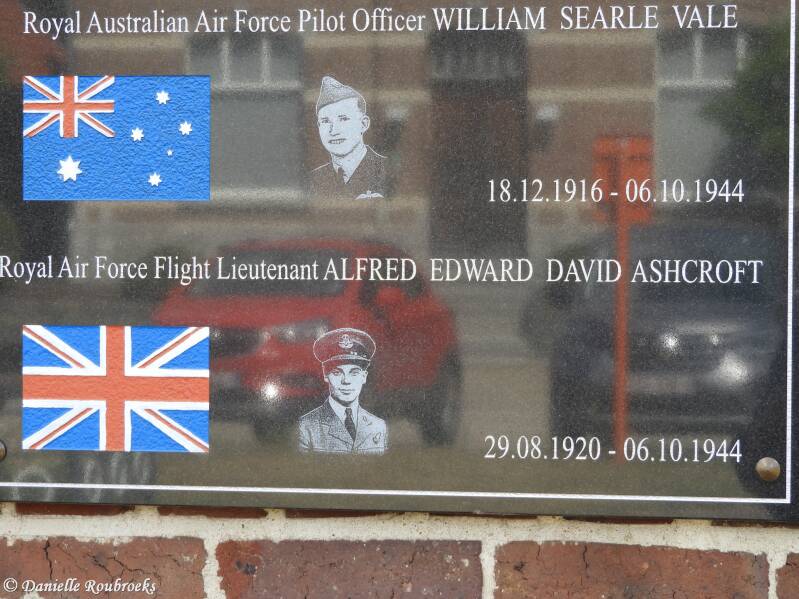 Royal Australian Air Force Pilot Officer WILLIAM SEARLE VALE
18.12.1916 - 06.10.1944
Royal Air Force Flight Lieutenant ALFRED EDWARD DAVID ASHCROFT
29.08.1920 - 06.10.1944
© Danielle Roubroeks